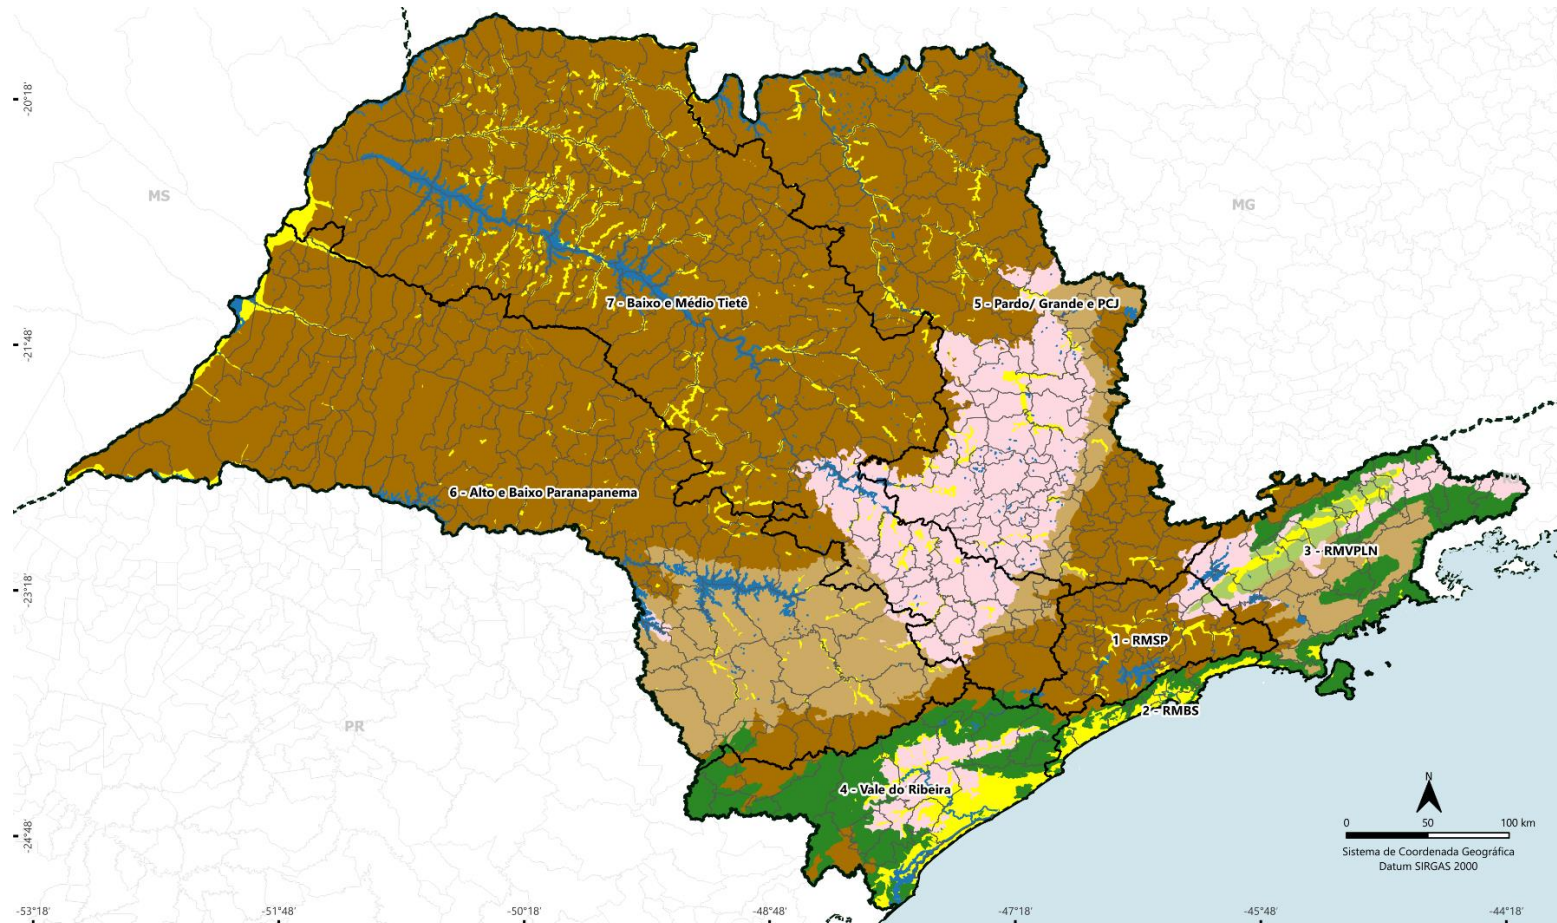 -20°18'
MS
MG
5 - Pardo/ Grande e PCJ
7 - Baixo e Médio Tietê
-21°48'
6 - Alto e Baixo Paranapanema
3 - RMVPLN
-23°18'
1 - RMSP
2 - RMBS
PR
4 - Vale do Ribeira
N
0 50 100 km
-24°48'
Sistema de Coordenada Geográfica
Datum SIRGAS 2000
-53°18' -51°48' -50°18' -48°48' -47°18' -45°48' -44°18'